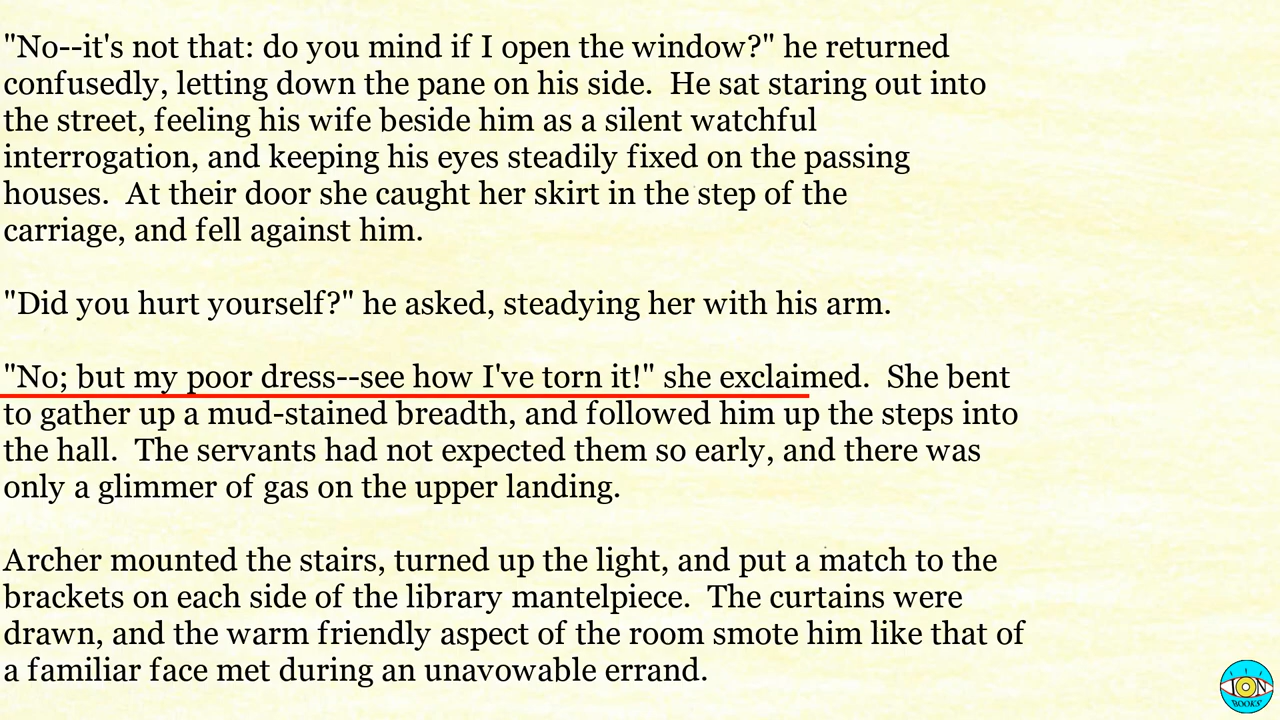 "No--it's not that: do you mind if I open the window?" he returned
confusedly, letting down the pane on his side.  He sat staring out into
the street, feeling his wife beside him as a silent watchful
interrogation, and keeping his eyes steadily fixed on the passing
houses.  At their door she caught her skirt in the step of the
carriage, and fell against him.
"Did you hurt yourself?" he asked, steadying her with his arm.
"No; but my poor dress--see how I've torn it!" she exclaimed.  She bent
to gather up a mud-stained breadth, and followed him up the steps into
the hall.  The servants had not expected them so early, and there was
only a glimmer of gas on the upper landing.
Archer mounted the stairs, turned up the light, and put a match to the
brackets on each side of the library mantelpiece.  The curtains were
drawn, and the warm friendly aspect of the room smote him like that of
a familiar face met during an unavowable errand.
ION
BOOKS